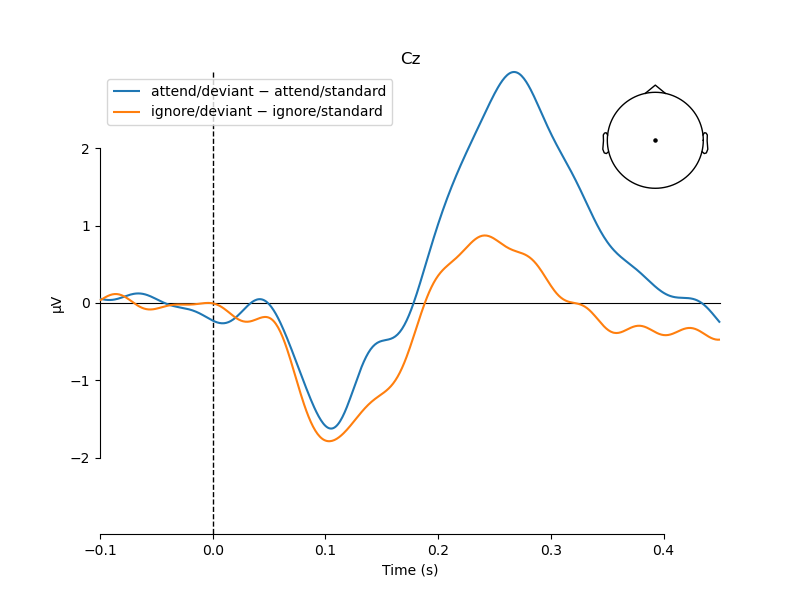 Cz
attend/deviant − attend/standard
ignore/deviant − ignore/standard
2
1
0
−1
−2
µV
−0.1 0.0 0.1 0.2 0.3 0.4
Time (s)